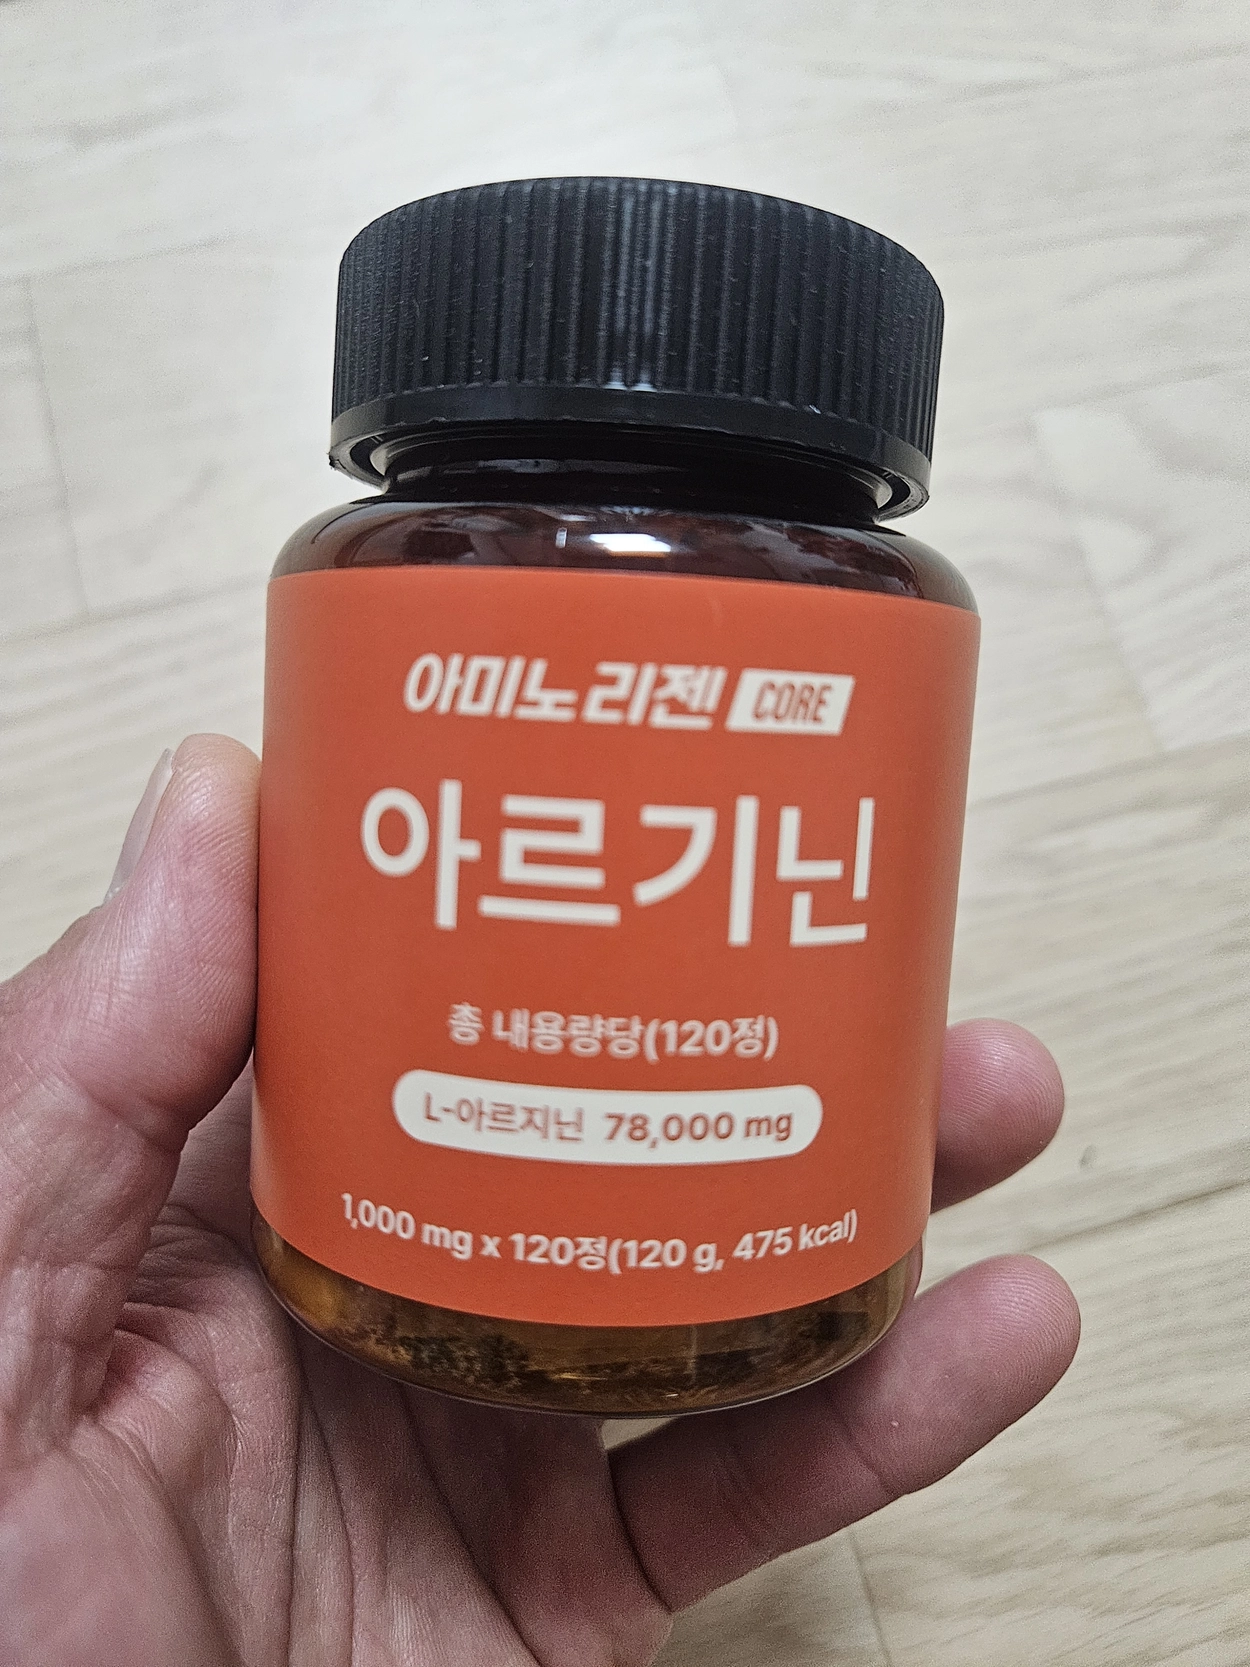 아미노리젠 CORE
아르기닌
총 내용량당(120정)
L-아르지닌 78,000 mg
1,000 mg x 120정(120 g, 475 kcal)